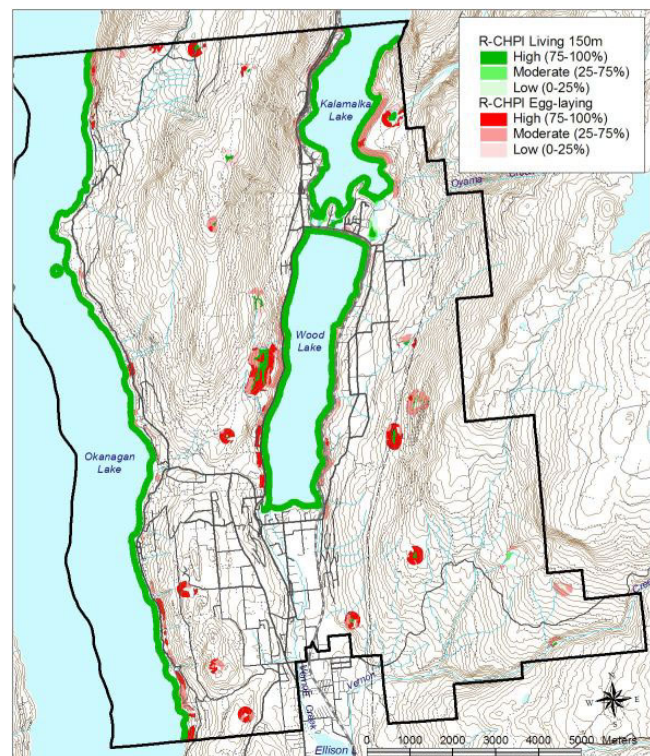 R-CHPI Living 150m
High (75-100%)
Moderate (25-75%)
Low (0-25%)
R-CHPI Egg-laying
High (75-100%)
Moderate (25-75%)
Low (0-25%)
Kalamalka
Lake
Oyama
Wood
Lake
Okanagan
Lake
Creek
Vernon
Ellison
N
W
E
S
0
1000
2000
3000
4000
5000 Meters